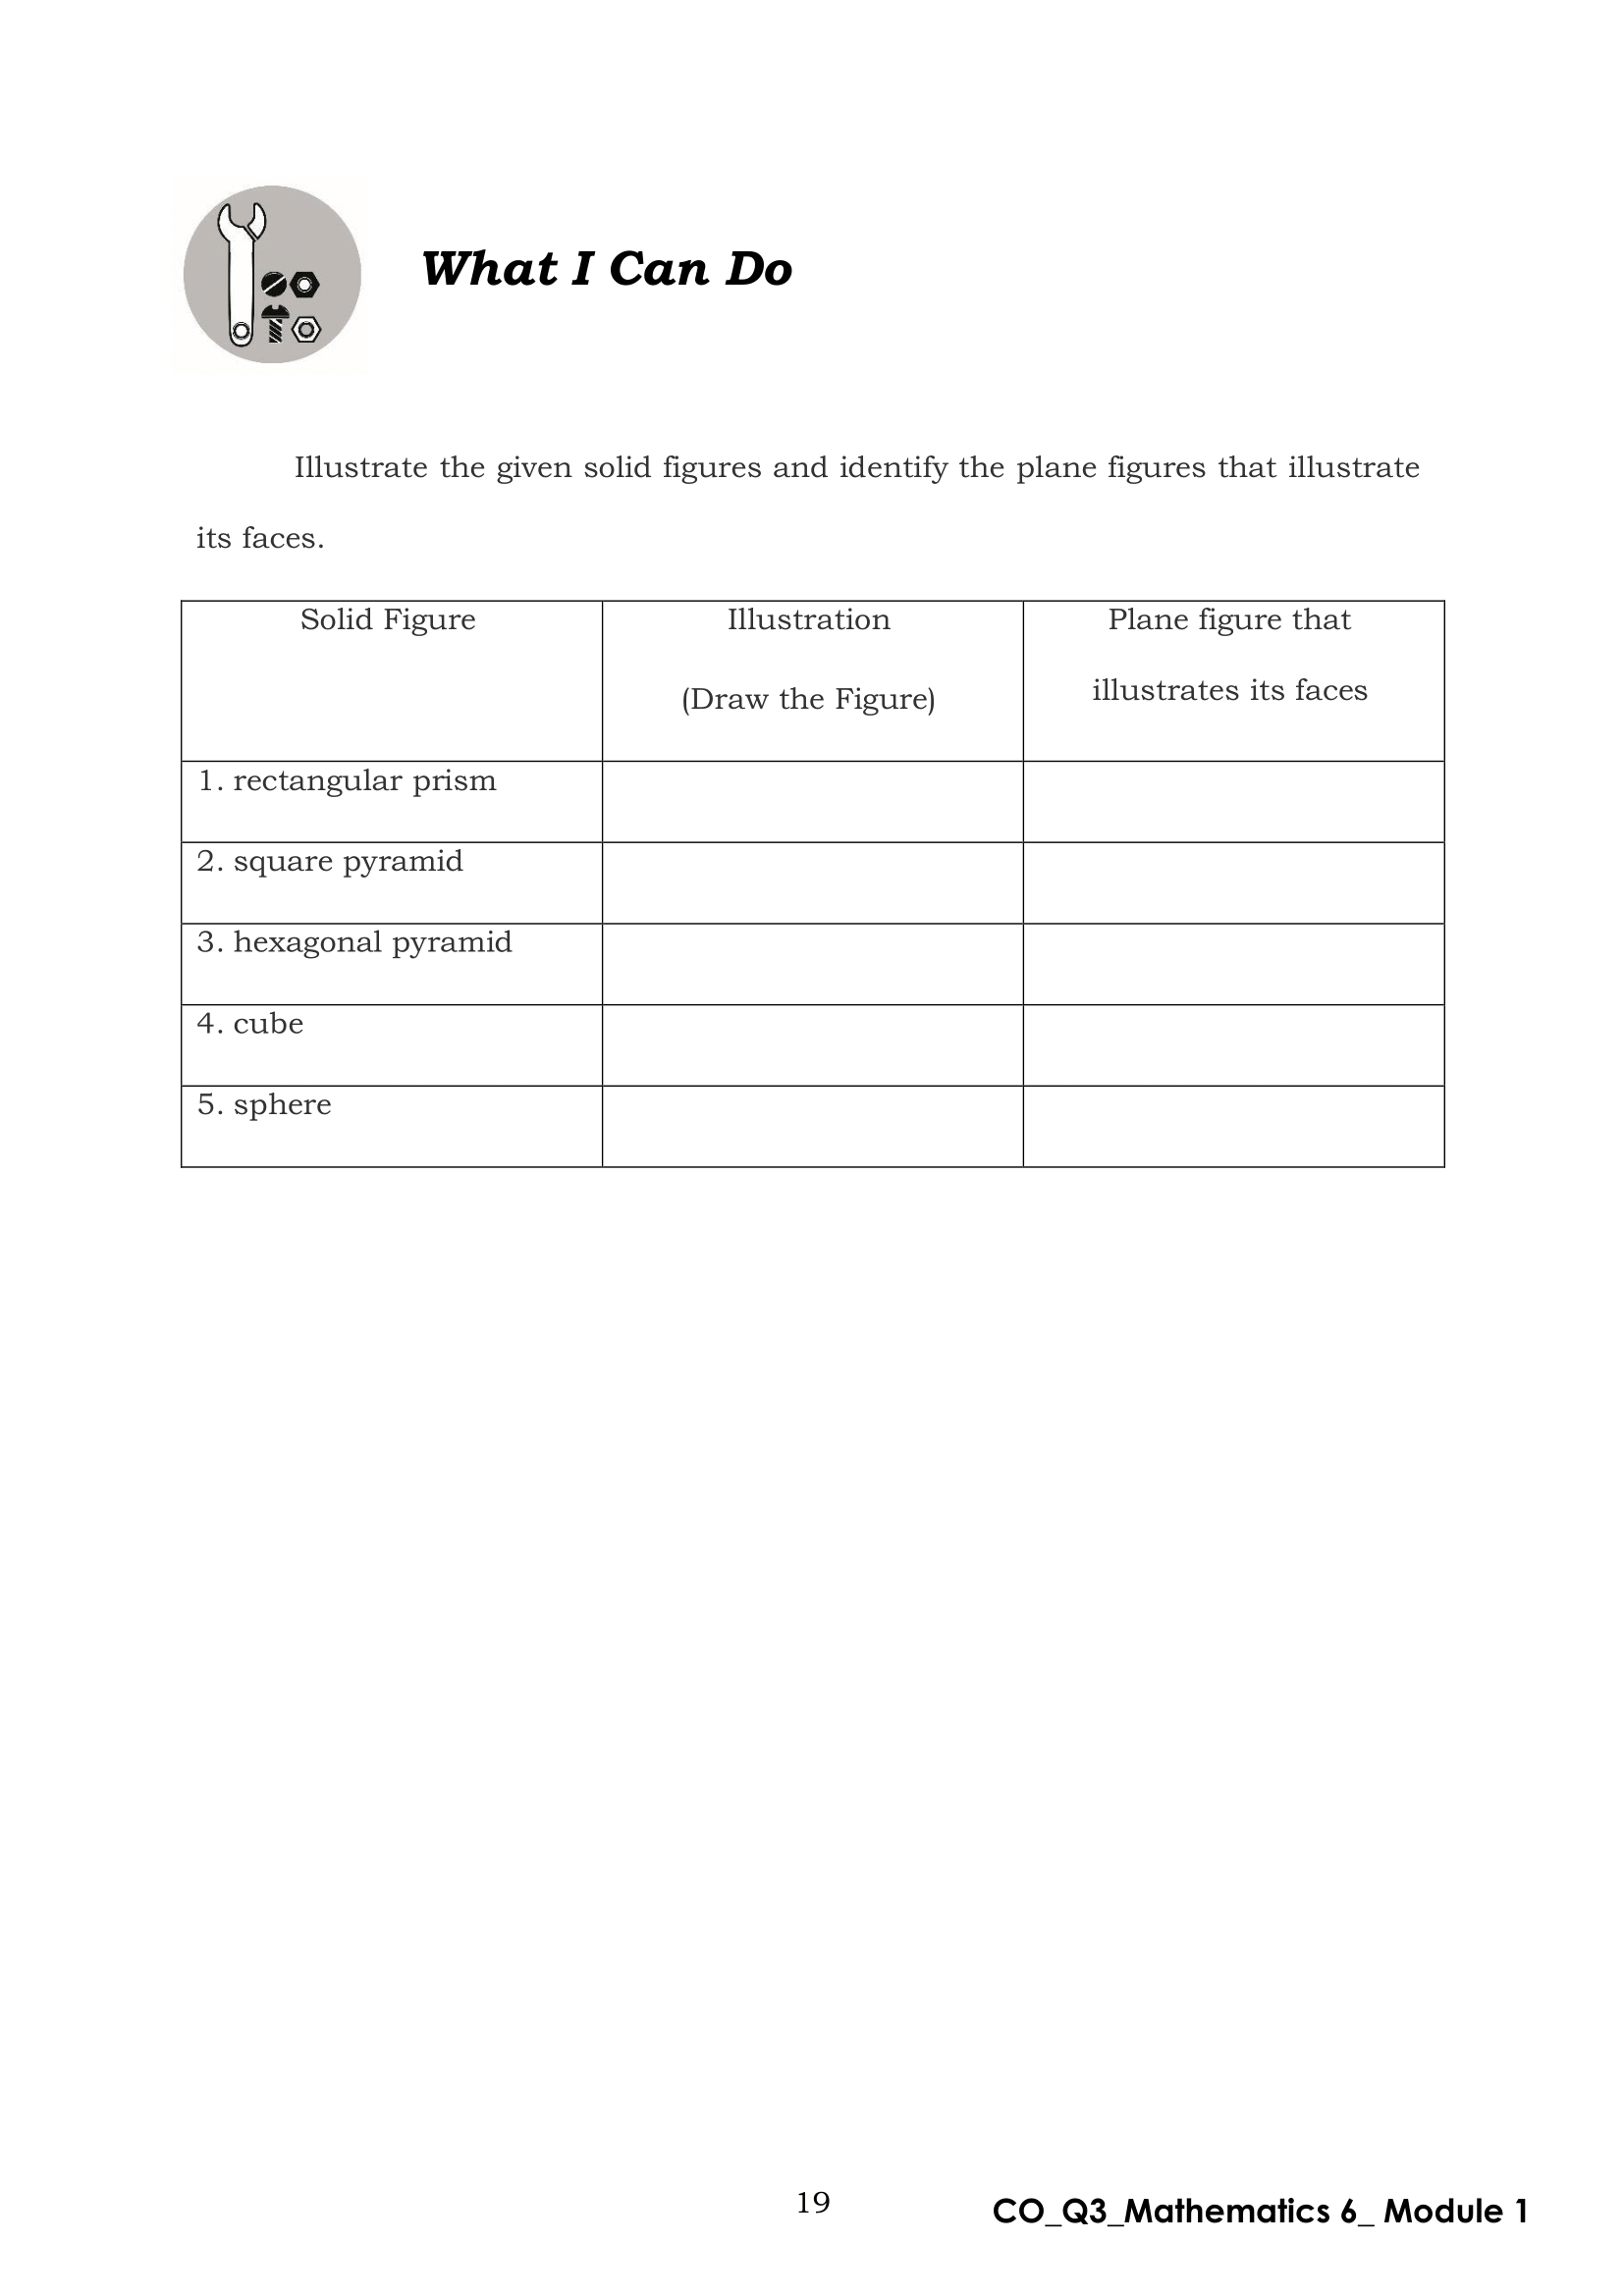 What I Can Do
Illustrate the given solid figures and identify the plane figures that illustrate
its faces.
Solid Figure
Illustration
(Draw the Figure)
Plane figure that
illustrates its faces
1. rectangular prism
2. square pyramid
3. hexagonal pyramid
4. cube
5. sphere
19
CO_Q3_Mathematics 6_ Module 1